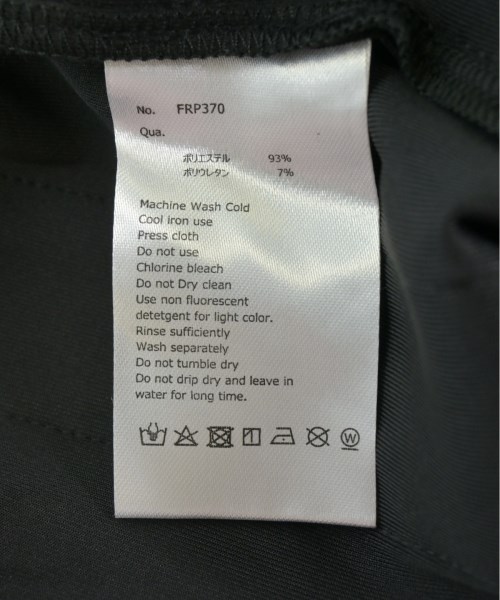 No. FRP370
Qua.
ポリエステル 93%
ポリウレタン 7%
Machine Wash Cold
Cool iron use
Press cloth
Do not use
Chlorine bleach
Do not Dry clean
Use non fluorescent
detetgent for light color.
Rinse sufficiently
Wash separately
Do not tumble dry
Do not drip dry and leave in
water for long time.
W